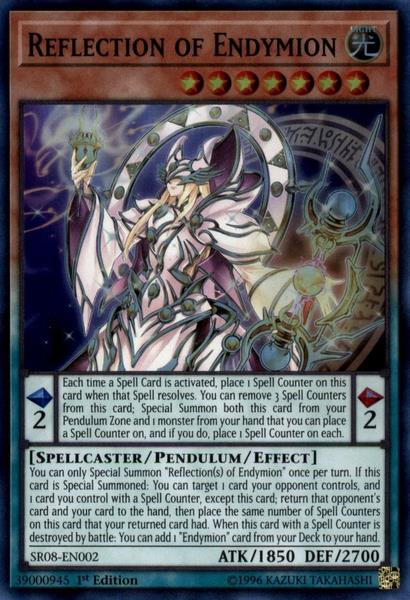 REFLECTION OF ENDYMION
LIGHT
光
Each time a Spell Card is activated, place 1 Spell Counter on this
card when that Spell resolves. You can remove 3 Spell Counters
from this card; Special Summon both this card from your
Pendulum Zone and 1 monster from your hand that you can place
a Spell Counter on, and if you do, place 1 Spell Counter on each.
2
2
[SPELLCASTER/PENDULUM/EFFECT]
You can only Special Summon "Reflection(s) of Endymion" once per turn. If this
card is Special Summoned: You can target 1 card your opponent controls, and
1 card you control with a Spell Counter, except this card; return that opponent's
card and your card to the hand, then place the same number of Spell Counters
on this card that your returned card had. When this card with a Spell Counter is
destroyed by battle: You can add 1 "Endymion" card from your Deck to your hand.
SR08-EN002
ATK/1850 DEF/2700
39000945
1st Edition
©1996 KAZUKI TAKAHASHI